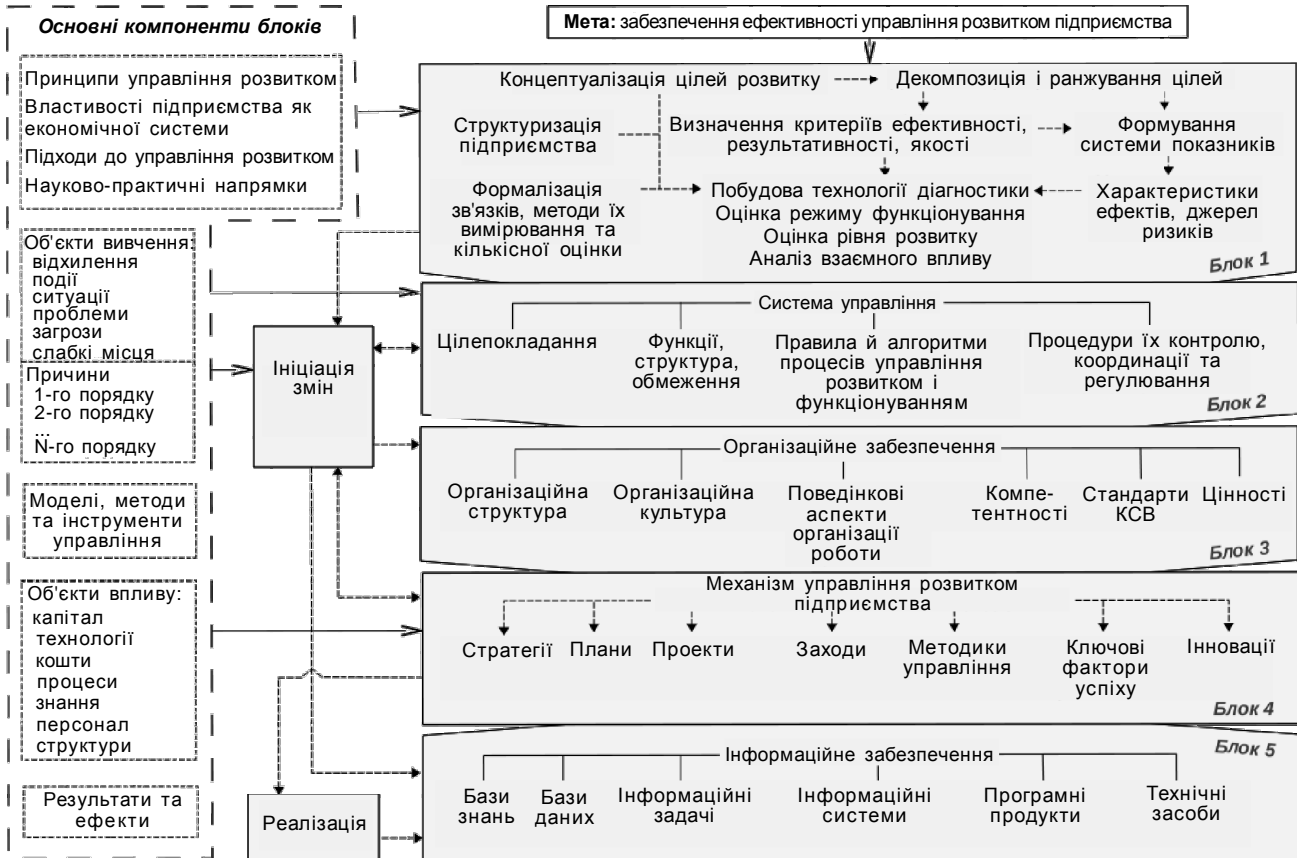 Основні компоненти блоків
Принципи управління розвитком
Властивості підприємства як
економічної системи
Підходи до управління розвитком
Науково-практичні напрямки
Об'єкти вивчення:
відхилення
події
ситуації
проблеми
загрози
слабкі місця
Причини
1-го порядку
2-го порядку
...
N-го порядку
Моделі, методи
та інструменти
управління
Об'єкти впливу:
капітал
технології
кошти
процеси
знання
персонал
структури
Результати та
ефекти
Ініціація
змін
Реалізація
Мета: забезпечення ефективності управління розвитком підприємства
Концептуалізація цілей розвитку
Декомпозиція і ранжування цілей
Структуризація
підприємства
Визначення критеріїв ефективності,
результативності, якості
Формування
системи показників
Формалізація
зв'язків, методи їх
вимірювання та
кількісної оцінки
Побудова технології діагностики
Оцінка режиму функціонування
Оцінка рівня розвитку
Аналіз взаємного впливу
Характеристики
ефектів, джерел
ризиків
Блок 1
Система управління
Цілепокладання
Функції,
структура,
обмеження
Правила й алгоритми
процесів управління
розвитком і
функціонуванням
Процедури їх контролю,
координації та
регулювання
Блок 2
Організаційне забезпечення
Організаційна
структура
Організаційна
культура
Поведінкові
аспекти
організації
роботи
Компе-
тентності
Стандарти
КСВ
Цінності
Блок 3
Механізм управління розвитком
підприємства
Стратегії
Плани
Проекти
Заходи
Методики
управління
Ключові
фактори
успіху
Інновації
Блок 4
Блок 5
Інформаційне забезпечення
Бази
знань
Бази
даних
Інформаційні
задачі
Інформаційні
системи
Програмні
продукти
Технічні
засоби